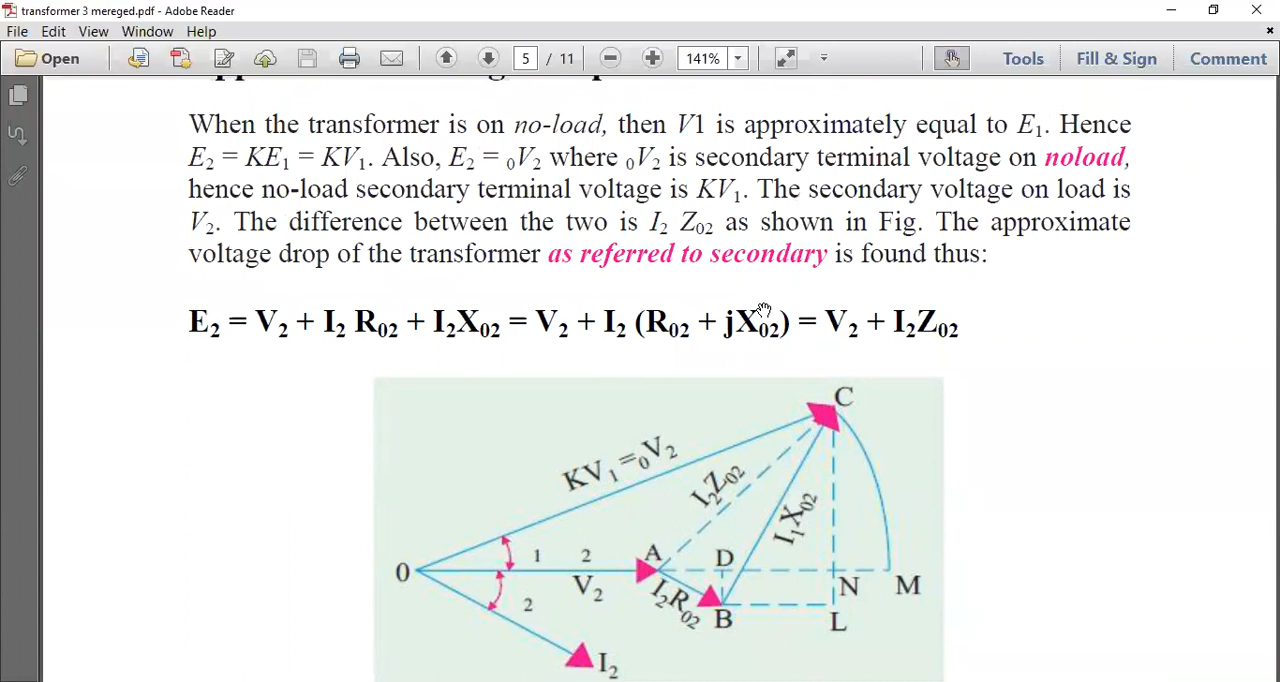 transformer 3 mereged.pdf - Adobe Reader
File Edit View Window Help
Open 5 / 11 141% Tools Fill & Sign Comment
When the transformer is on no-load, then V1 is approximately equal to E₁. Hence
E₂ = KE₁ = KV₁. Also, E₂ = ₀V₂ where ₀V₂ is secondary terminal voltage on noload,
hence no-load secondary terminal voltage is KV₁. The secondary voltage on load is
V₂. The difference between the two is I₂ Z₀₂ as shown in Fig. The approximate
voltage drop of the transformer as referred to secondary is found thus:
E₂ = V₂ + I₂ R₀₂ + I₂X₀₂ = V₂ + I₂ (R₀₂ + jX₀₂) = V₂ + I₂Z₀₂
C
KV₁ = ₀V₂
I₂Z₀₂
I₁X₀₂
0
1 2
A
D
V₂
2
I₂R₀₂
B
N
M
L
I₂